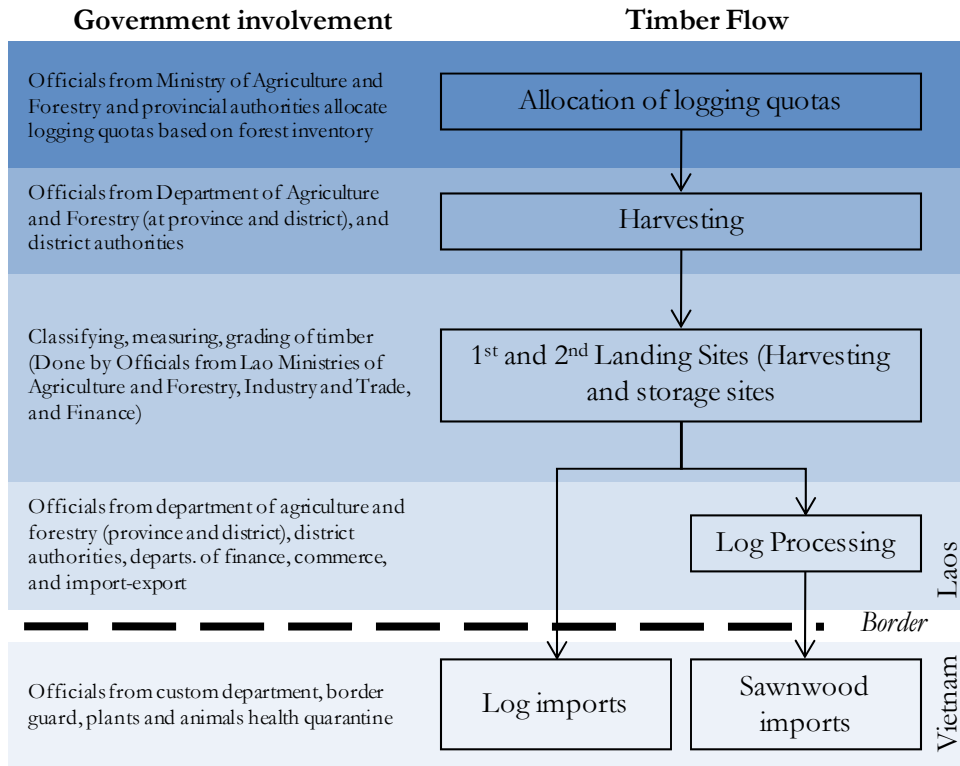 Government involvement
Timber Flow
Officials from Ministry of Agriculture and
Forestry and provincial authorities allocate
logging quotas based on forest inventory
Allocation of logging quotas
Officials from Department of Agriculture
and Forestry (at province and district), and
district authorities
Harvesting
Classifying, measuring, grading of timber
(Done by Officials from Lao Ministries of
Agriculture and Forestry, Industry and Trade,
and Finance)
1st and 2nd Landing Sites (Harvesting
and storage sites
Officials from department of agriculture and
forestry (province and district), district
authorities, departs. of finance, commerce,
and import-export
Log Processing
Laos
Border
Officials from custom department, border
guard, plants and animals health quarantine
Log imports
Sawnwood
imports
Vietnam